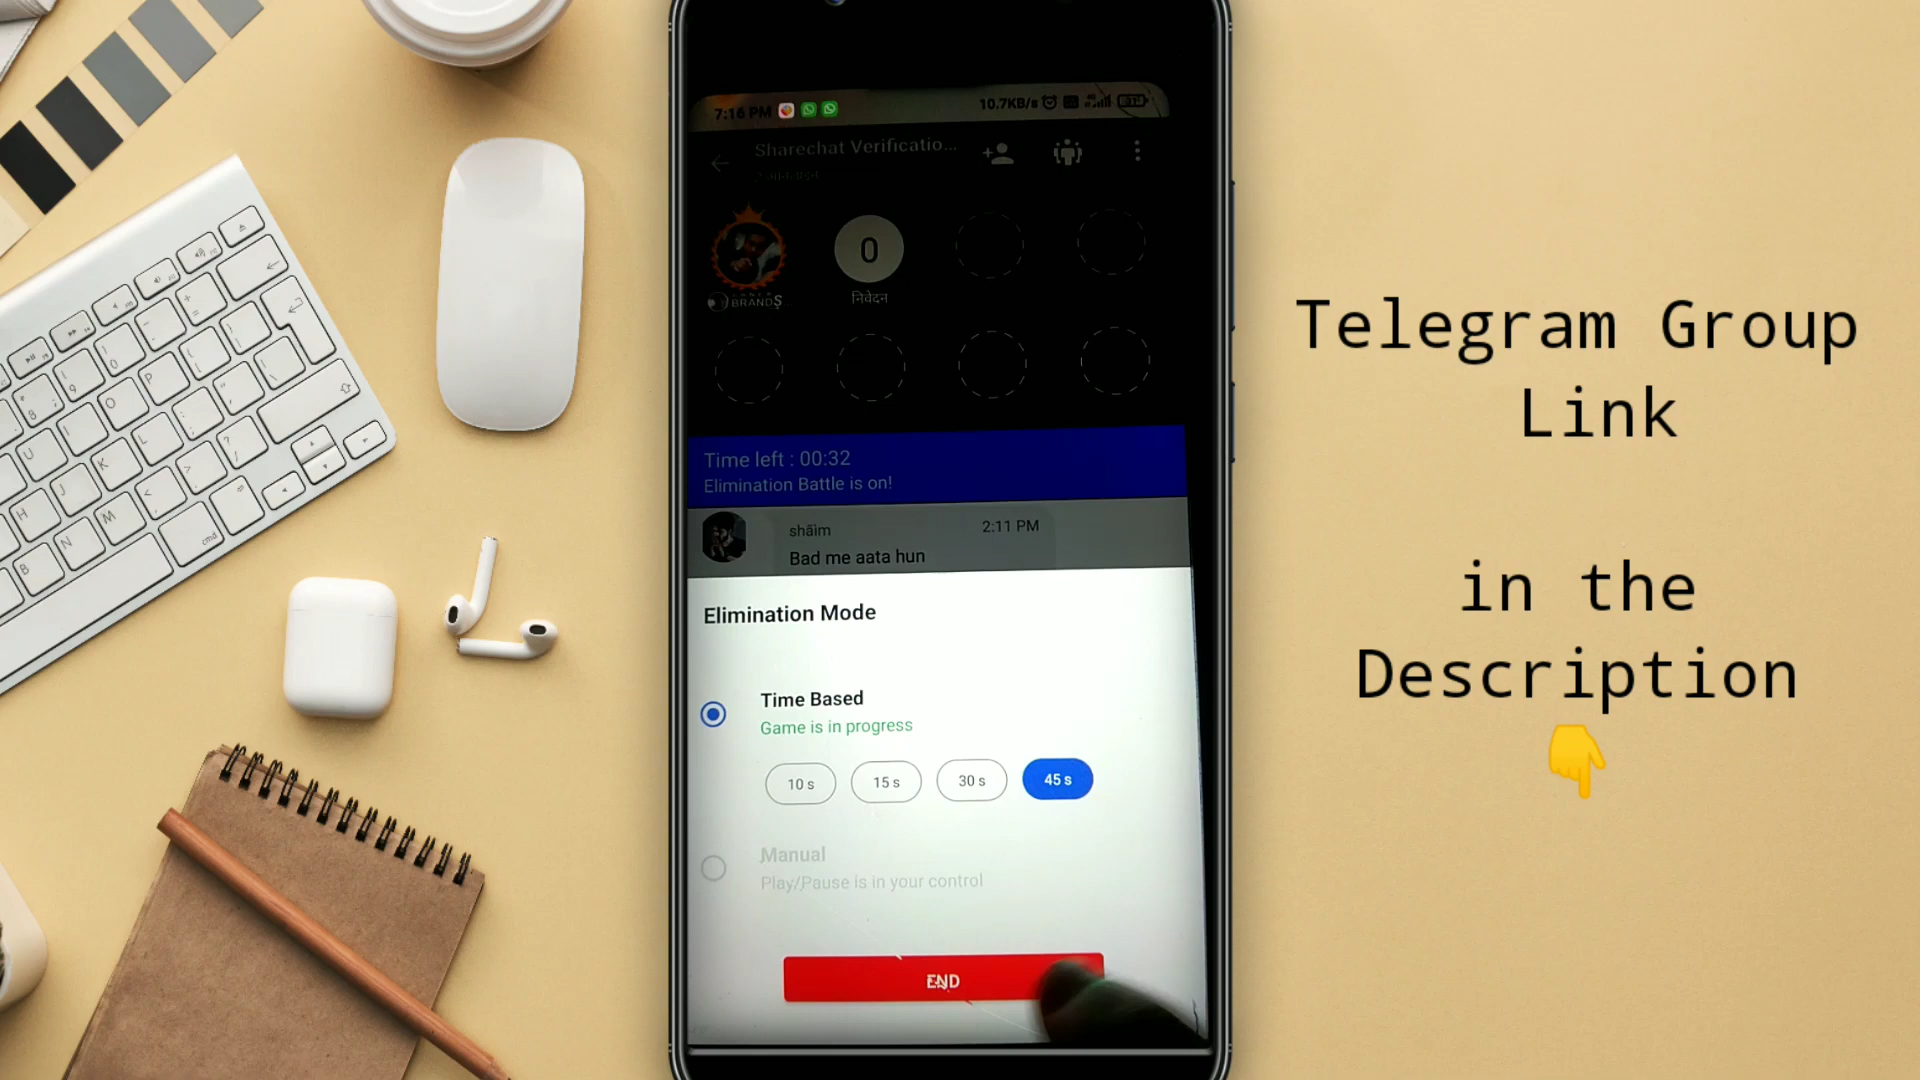 7:16 PM
10.7KB/s
Sharechat Verificatio...
0
BRANDS...
निवेदन
Time left : 00:32
Elimination Battle is on!
shãim
2:11 PM
Bad me aata hun
Elimination Mode
Time Based
Game is in progress
10 s
15 s
30 s
45 s
Manual
Play/Pause is in your control
END
Telegram Group
Link
in the
Description
👇